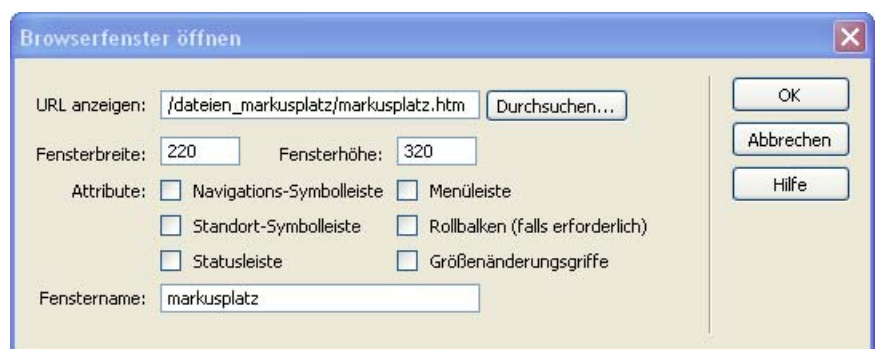 Browserfenster öffnen
URL anzeigen: /dateien_markusplatz/markusplatz.htm Durchsuchen... OK
Fensterbreite: 220 Fensterhöhe: 320 Abbrechen
Attribute: Navigations-Symbolleiste Menüleiste Hilfe
Standort-Symbolleiste Rollbalken (falls erforderlich)
Statusleiste Größenänderungsgriffe
Fenstername: markusplatz